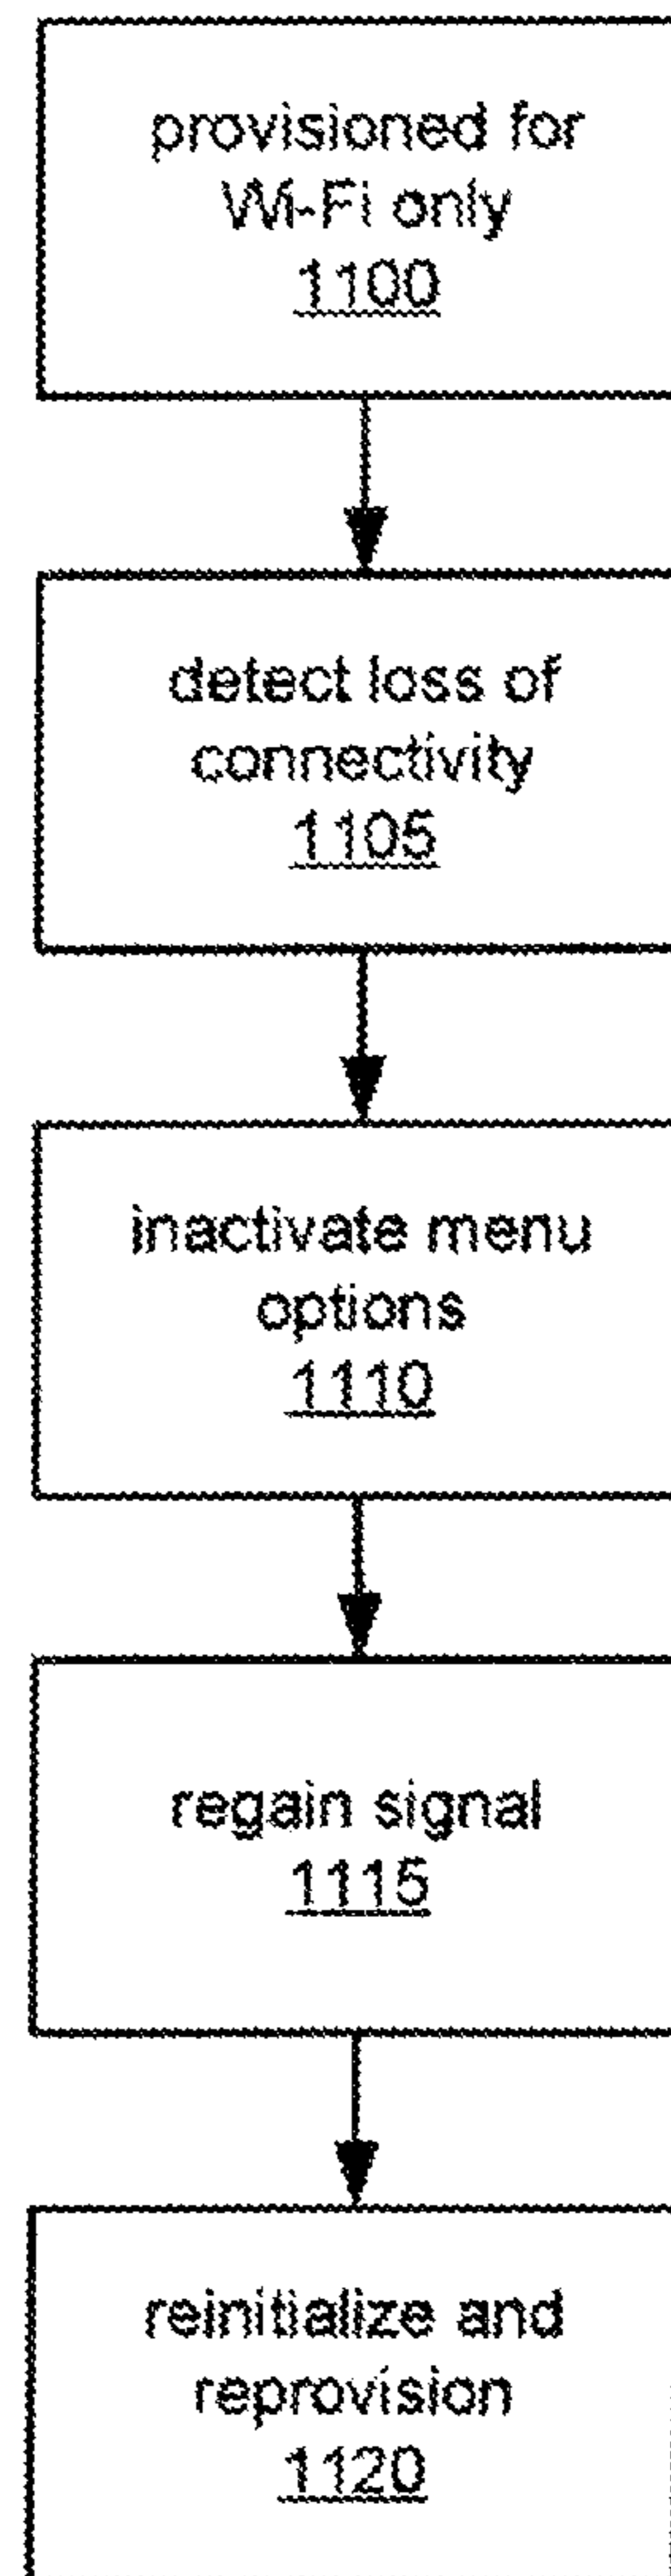 provisioned for
Wi-Fi only
1100
detect loss of
connectivity
1105
inactivate menu
options
1110
regain signal
1115
reinitialize and
reprovision
1120